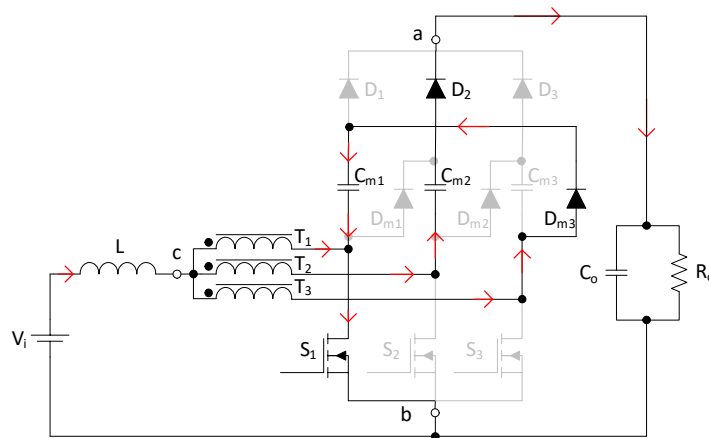 a
D₁ D₂ D₃
Cₘ₁ Cₘ₂ Cₘ₃
Dₘ₁ Dₘ₂ Dₘ₃
L c T₁
T₂
T₃
Cₒ
Vᵢ
S₁ S₂ S₃
b